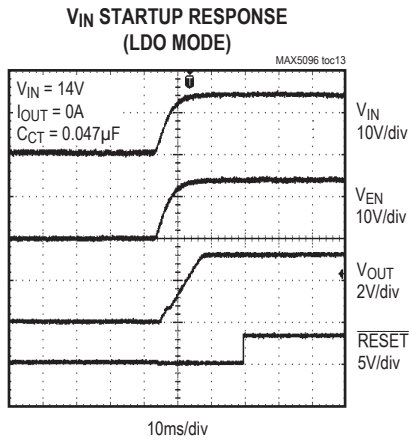 VIN STARTUP RESPONSE
(LDO MODE)
MAX5096 toc13
VIN = 14V
IOUT = 0A
CCT = 0.047µF
VIN
10V/div
VEN
10V/div
VOUT
2V/div
RESET
5V/div
10ms/div